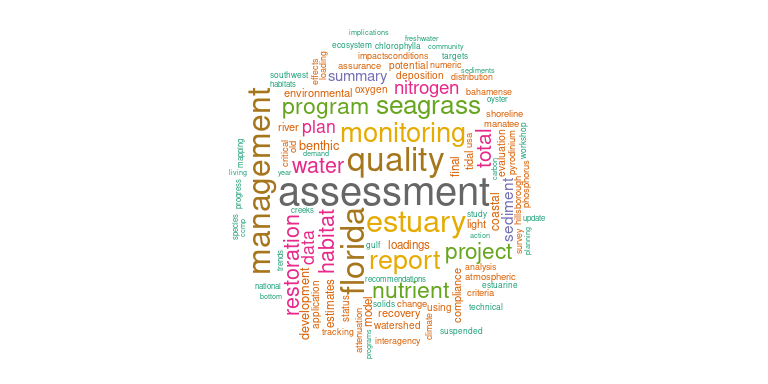 implications
freshwater
ecosystem chlorophylla community
impacts conditions targets
effects loading assurance potential numeric
southwest summary deposition sediments distribution
habitats nitrogen
environmental oxygen bahamense
management program seagrass oyster
shoreline
river plan monitoring manatee
critical old benthic total usa evaluation pyrodinium workshop
mapping demand quality tidal
living water final carbon
year phosphorus
progress assessment coastal sediment hillsborough
species ccmp creeks florida estuary study update
restoration data habitat light
gulf loadings action survey planning
trends report project
analysis
national recommendations atmospheric
nutrient estuarine
bottom compliance criteria
development application estimates status model solids change using technical
recovery
tracking attenuation watershed climate suspended
programs interagency